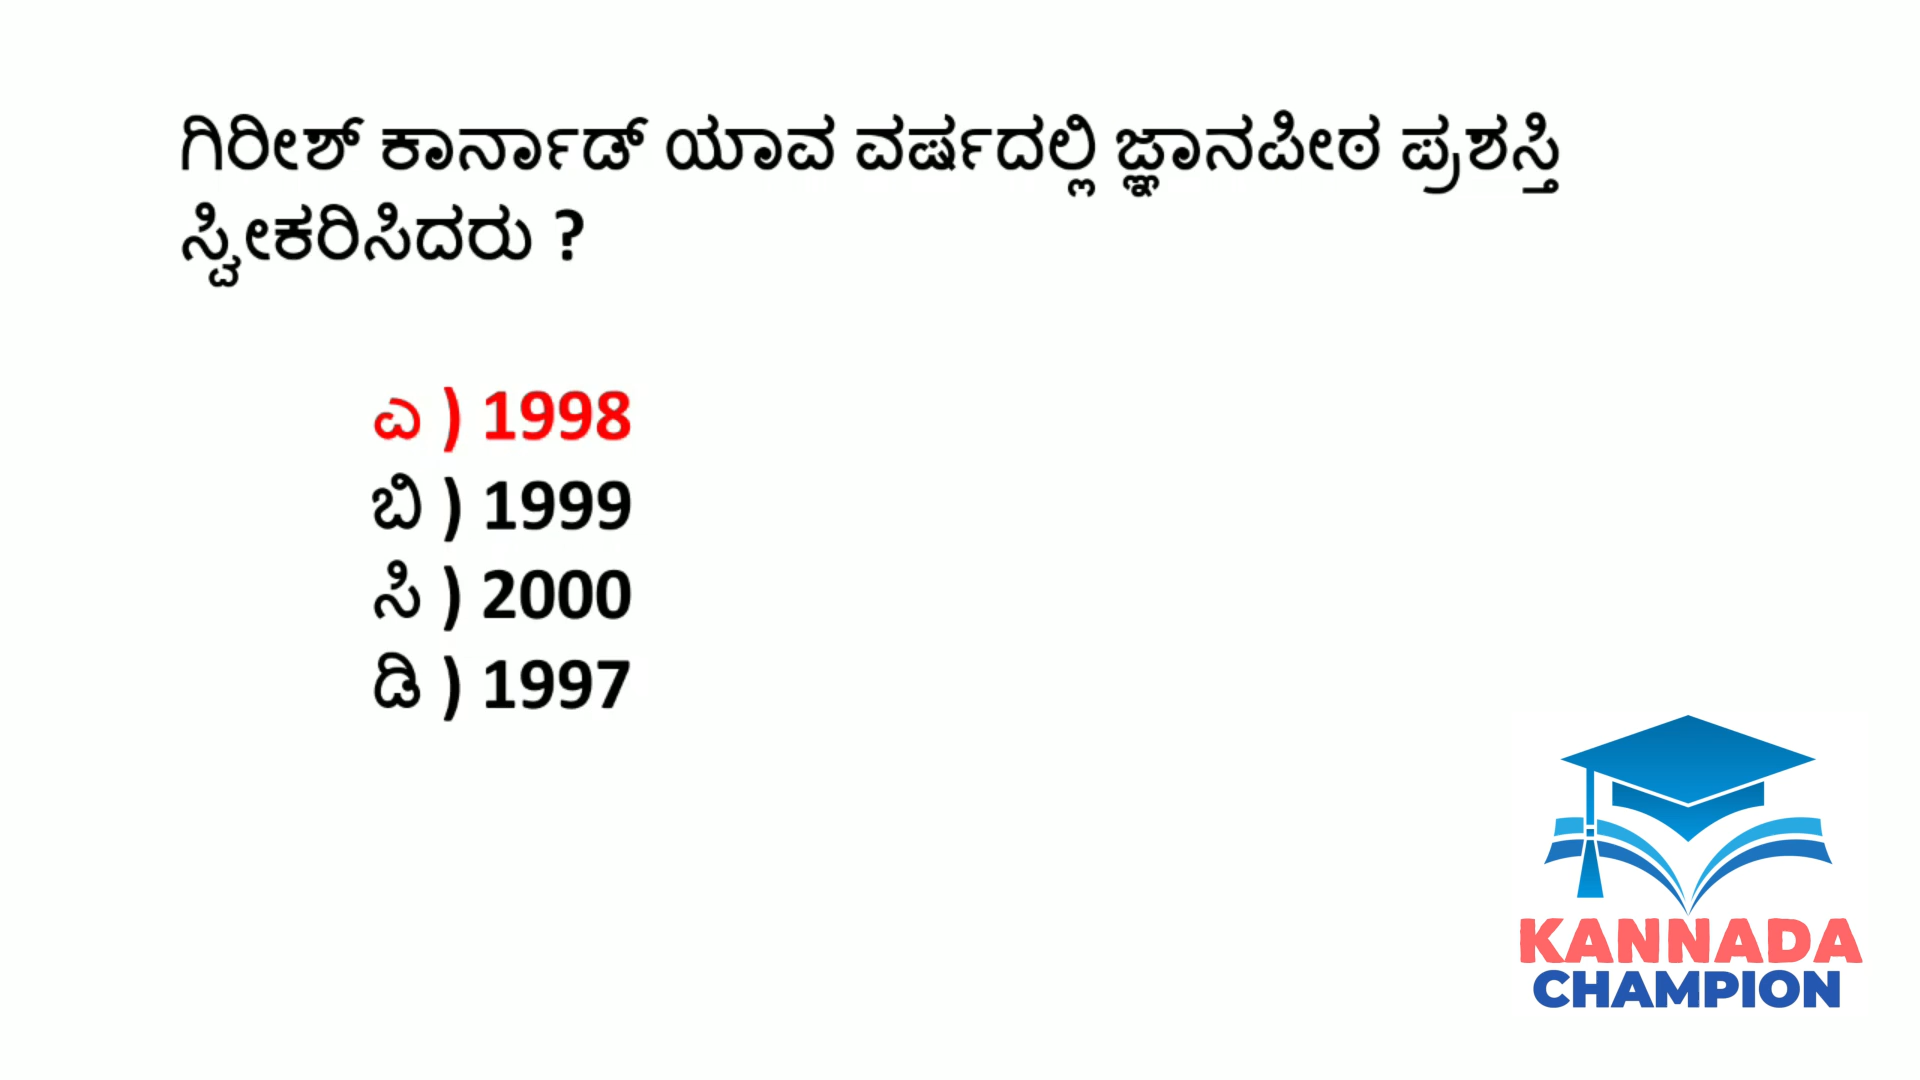 ಗಿರೀಶ್ ಕಾರ್ನಾಡ್ ಯಾವ ವರ್ಷದಲ್ಲಿ ಜ್ಞಾನಪೀಠ ಪ್ರಶಸ್ತಿ
ಸ್ವೀಕರಿಸಿದರು ?
ಎ ) 1998
ಬಿ ) 1999
ಸಿ ) 2000
ಡಿ ) 1997
KANNADA
CHAMPION